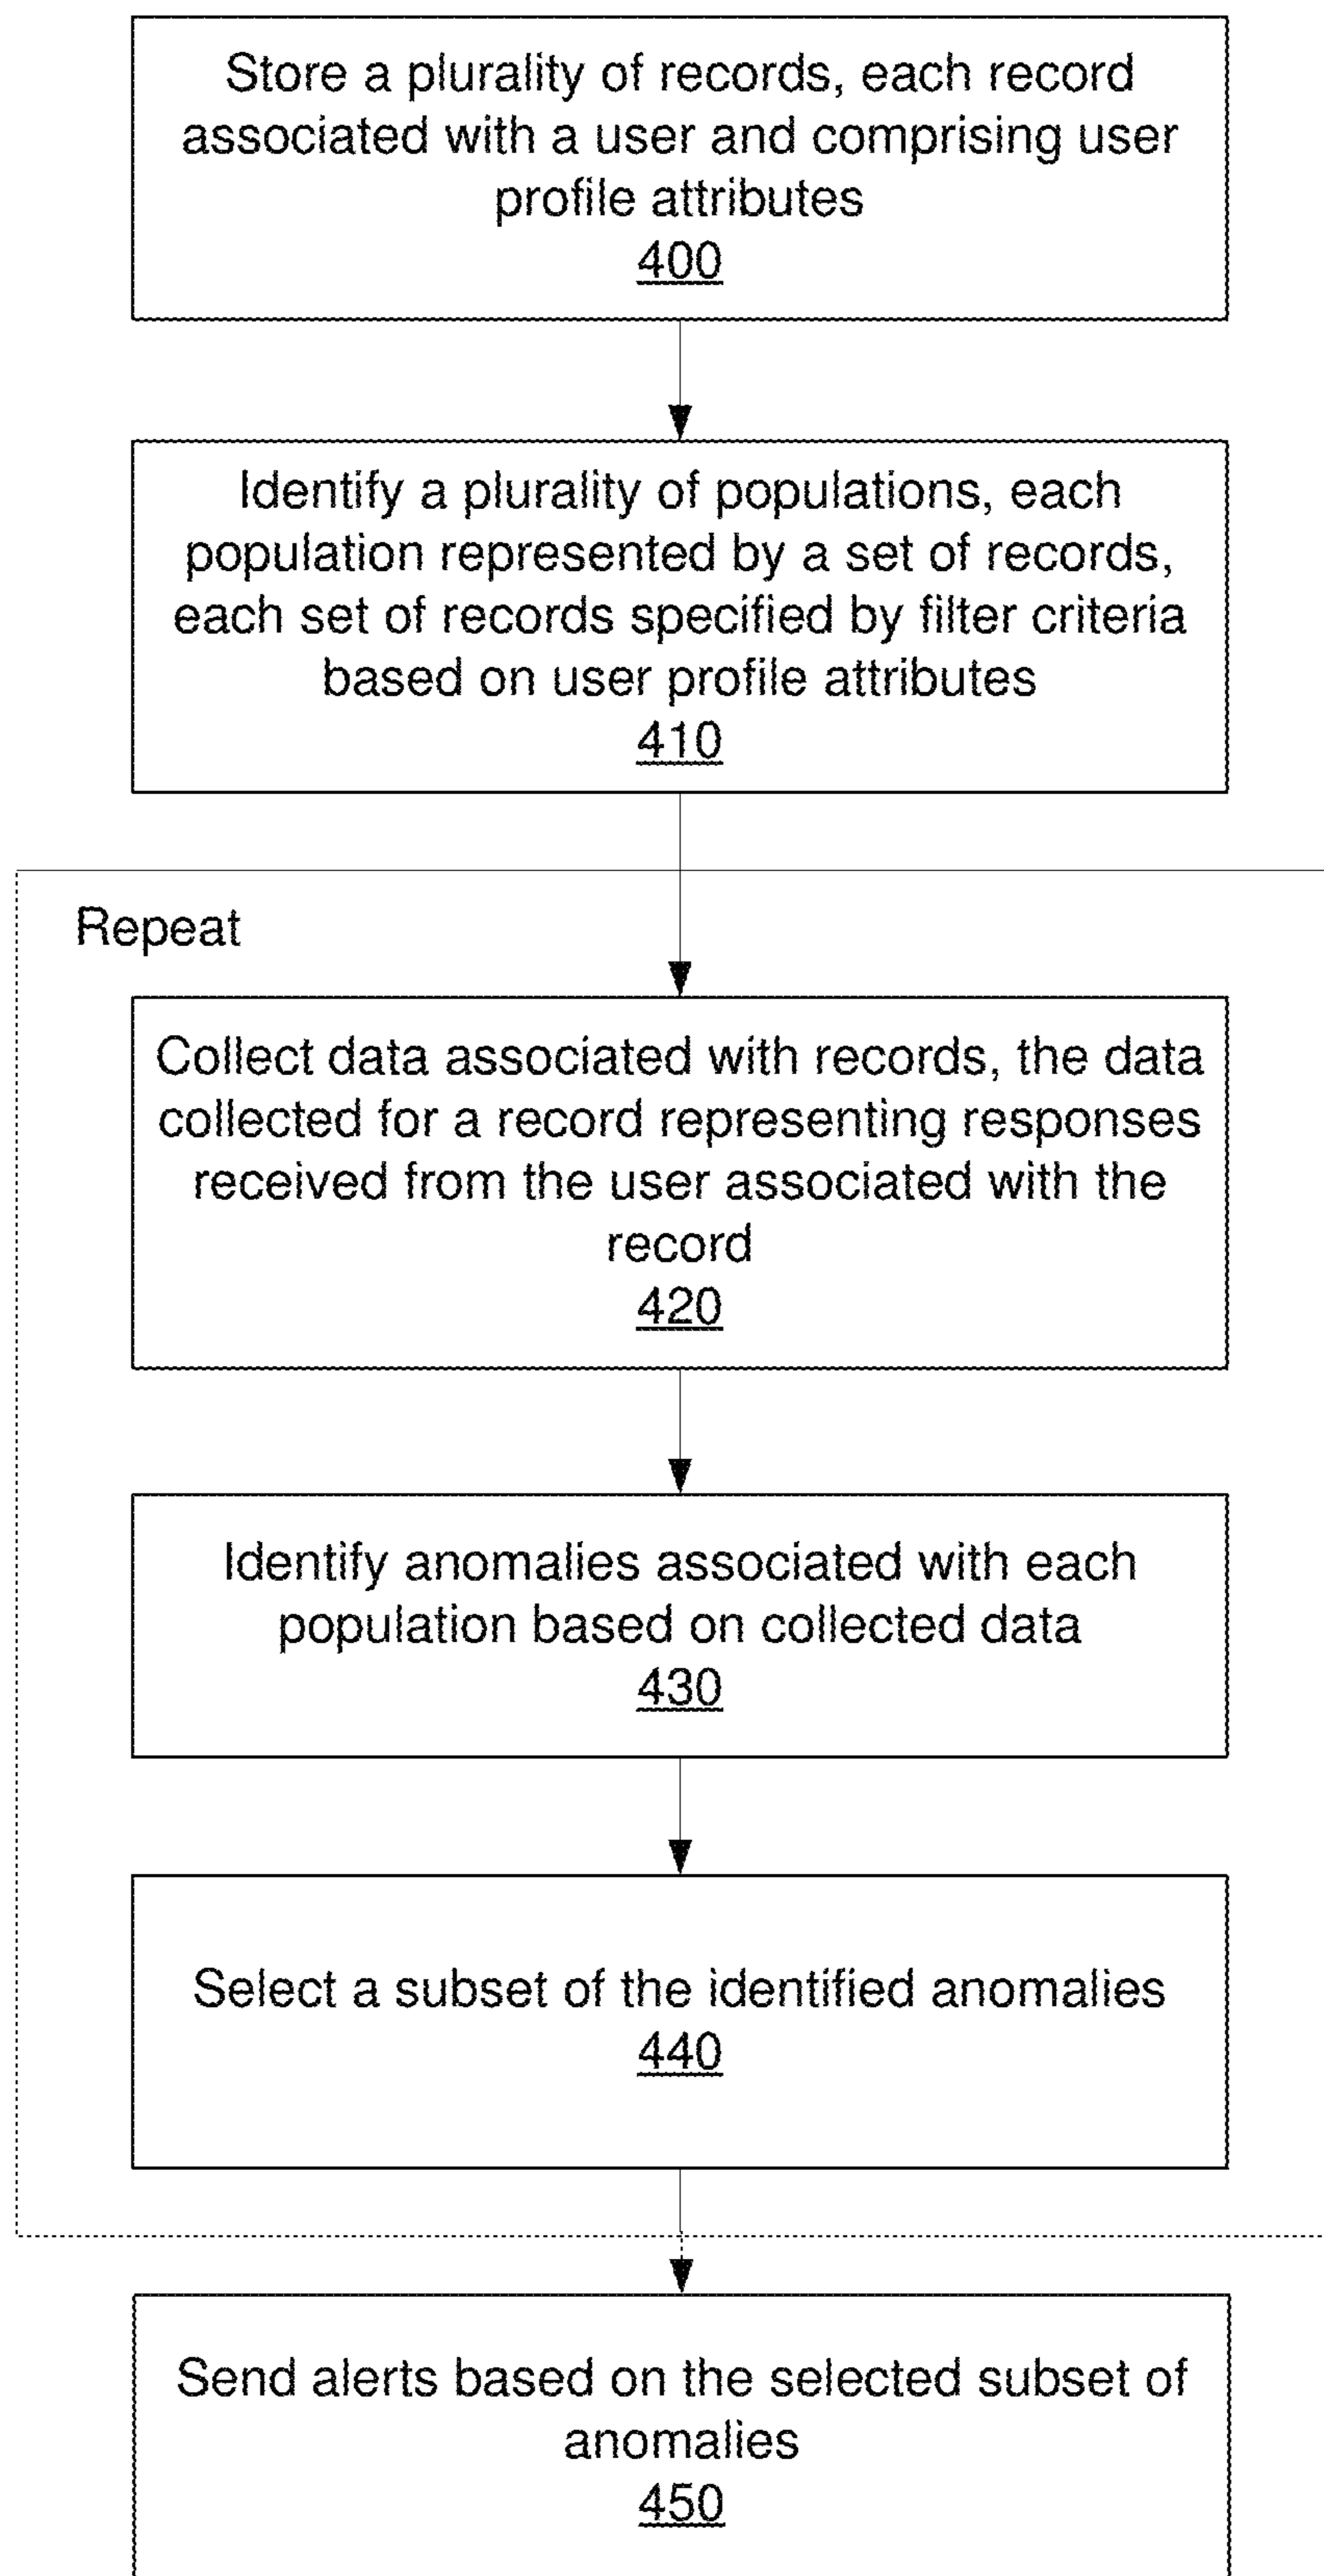 Store a plurality of records, each record
associated with a user and comprising user
profile attributes
400
Identify a plurality of populations, each
population represented by a set of records,
each set of records specified by filter criteria
based on user profile attributes
410
Repeat
Collect data associated with records, the data
collected for a record representing responses
received from the user associated with the
record
420
Identify anomalies associated with each
population based on collected data
430
Select a subset of the identified anomalies
440
Send alerts based on the selected subset of
anomalies
450